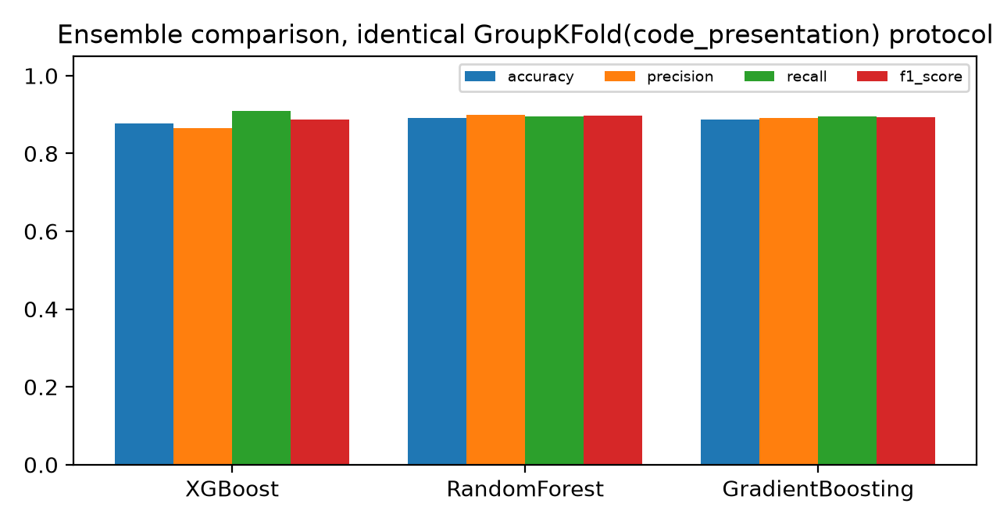 Ensemble comparison, identical GroupKFold(code_presentation) protocol
accuracy precision recall f1_score
1.0
0.8
0.6
0.4
0.2
0.0
XGBoost RandomForest GradientBoosting